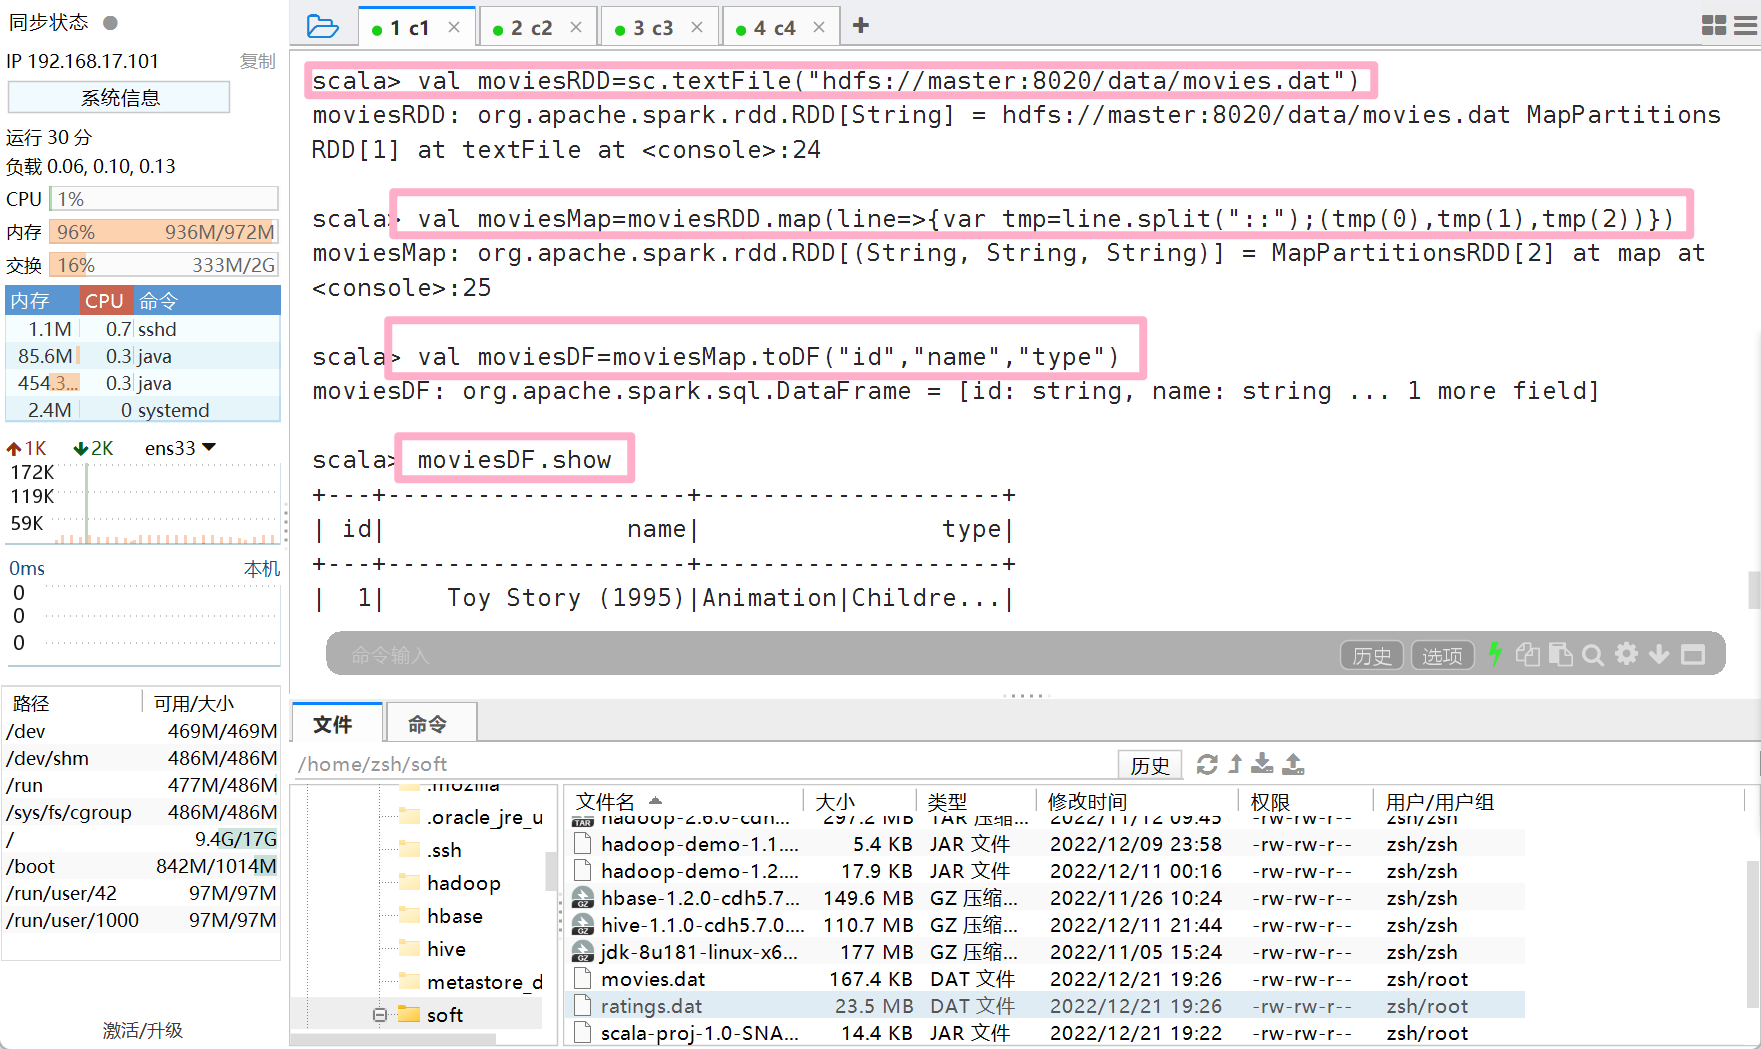 同步状态
IP 192.168.17.101 复制
系统信息
运行 30 分
负载 0.06, 0.10, 0.13
CPU 1%
内存 96% 936M/972M
交换 16% 333M/2G
内存 CPU 命令
1.1M 0.7 sshd
85.6M 0.3 java
454.3... 0.3 java
2.4M 0 systemd
1K 2K ens33
172K
119K
59K
0ms 本机
0
0
0
路径 可用/大小
/dev 469M/469M
/dev/shm 486M/486M
/run 477M/486M
/sys/fs/cgroup 486M/486M
/ 9.4G/17G
/boot 842M/1014M
/run/user/42 97M/97M
/run/user/1000 97M/97M
激活/升级
1 c1 × 2 c2 × 3 c3 × 4 c4 × +
scala> val moviesRDD=sc.textFile("hdfs://master:8020/data/movies.dat")
moviesRDD: org.apache.spark.rdd.RDD[String] = hdfs://master:8020/data/movies.dat MapPartitions
RDD[1] at textFile at <console>:24
scala> val moviesMap=moviesRDD.map(line=>{var tmp=line.split("::");(tmp(0),tmp(1),tmp(2))})
moviesMap: org.apache.spark.rdd.RDD[(String, String, String)] = MapPartitionsRDD[2] at map at
<console>:25
scala> val moviesDF=moviesMap.toDF("id","name","type")
moviesDF: org.apache.spark.sql.DataFrame = [id: string, name: string ... 1 more field]
scala> moviesDF.show
+---+--------------------+--------------------+
| id|                name|                type|
+---+--------------------+--------------------+
|  1|    Toy Story (1995)|Animation|Childre...|
命令输入 历史 选项
文件 命令
/home/zsh/soft 历史
.mozilla
.oracle_jre_u
.ssh
hadoop
hbase
hive
metastore_d
soft
文件名 大小 类型 修改时间 权限 用户/用户组
hadoop-2.6.0-cdh... 297.2 MB TAR 压缩... 2022/11/12 09:45 -rw-rw-r-- zsh/zsh
hadoop-demo-1.1.... 5.4 KB JAR 文件 2022/12/09 23:58 -rw-rw-r-- zsh/zsh
hadoop-demo-1.2.... 17.9 KB JAR 文件 2022/12/11 00:16 -rw-rw-r-- zsh/zsh
hbase-1.2.0-cdh5.7... 149.6 MB GZ 压缩... 2022/11/26 10:24 -rw-rw-r-- zsh/zsh
hive-1.1.0-cdh5.7.0.... 110.7 MB GZ 压缩... 2022/12/11 21:44 -rw-rw-r-- zsh/zsh
jdk-8u181-linux-x6... 177 MB GZ 压缩... 2022/11/05 15:24 -rw-rw-r-- zsh/zsh
movies.dat 167.4 KB DAT 文件 2022/12/21 19:26 -rw-rw-r-- zsh/root
ratings.dat 23.5 MB DAT 文件 2022/12/21 19:26 -rw-rw-r-- zsh/root
scala-proj-1.0-SNA... 14.4 KB JAR 文件 2022/12/21 19:22 -rw-rw-r-- zsh/root